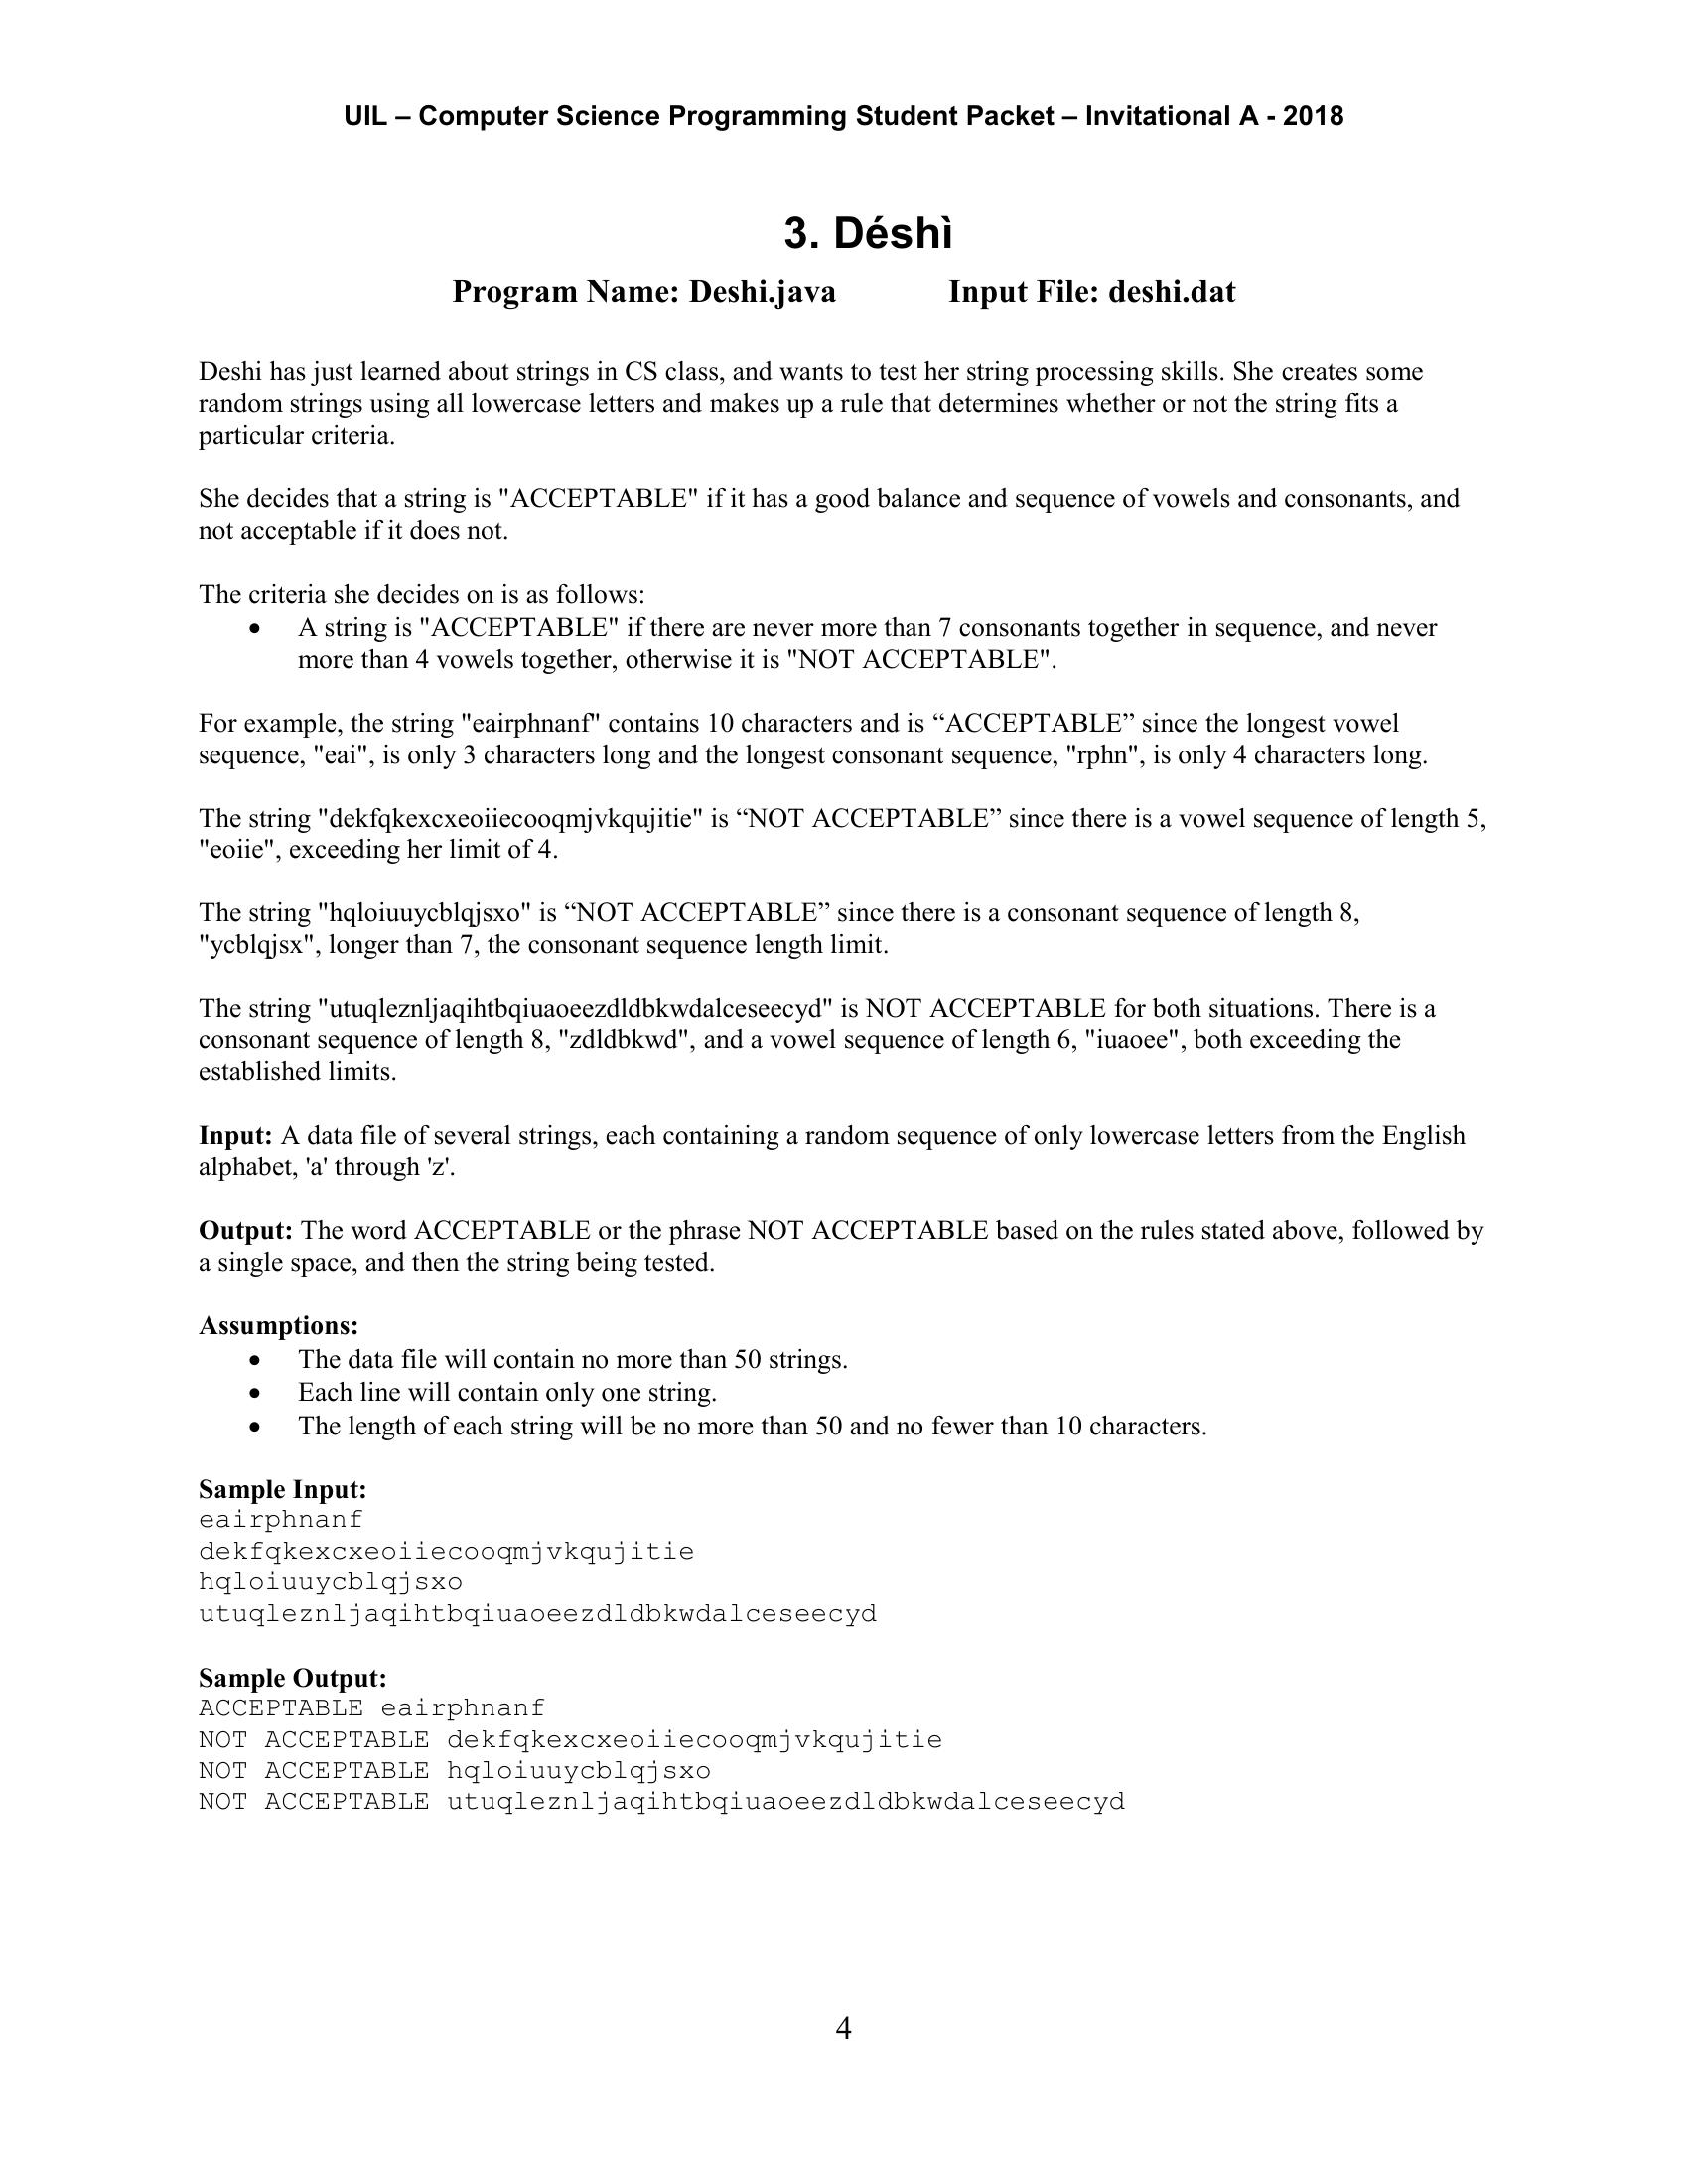 UIL – Computer Science Programming Student Packet – Invitational A - 2018
3. Déshì
Program Name: Deshi.java Input File: deshi.dat
Deshi has just learned about strings in CS class, and wants to test her string processing skills. She creates some
random strings using all lowercase letters and makes up a rule that determines whether or not the string fits a
particular criteria.
She decides that a string is "ACCEPTABLE" if it has a good balance and sequence of vowels and consonants, and
not acceptable if it does not.
The criteria she decides on is as follows:
• A string is "ACCEPTABLE" if there are never more than 7 consonants together in sequence, and never
more than 4 vowels together, otherwise it is "NOT ACCEPTABLE".
For example, the string "eairphnanf" contains 10 characters and is “ACCEPTABLE” since the longest vowel
sequence, "eai", is only 3 characters long and the longest consonant sequence, "rphn", is only 4 characters long.
The string "dekfqkexcxeoiiecooqmjvkqujitie" is “NOT ACCEPTABLE” since there is a vowel sequence of length 5,
"eoiie", exceeding her limit of 4.
The string "hqloiuuycblqjsxo" is “NOT ACCEPTABLE” since there is a consonant sequence of length 8,
"ycblqjsx", longer than 7, the consonant sequence length limit.
The string "utuqleznljaqihtbqiuaoeezdldbkwdalceseecyd" is NOT ACCEPTABLE for both situations. There is a
consonant sequence of length 8, "zdldbkwd", and a vowel sequence of length 6, "iuaoee", both exceeding the
established limits.
Input: A data file of several strings, each containing a random sequence of only lowercase letters from the English
alphabet, 'a' through 'z'.
Output: The word ACCEPTABLE or the phrase NOT ACCEPTABLE based on the rules stated above, followed by
a single space, and then the string being tested.
Assumptions:
• The data file will contain no more than 50 strings.
• Each line will contain only one string.
• The length of each string will be no more than 50 and no fewer than 10 characters.
Sample Input:
eairphnanf
dekfqkexcxeoiiecooqmjvkqujitie
hqloiuuycblqjsxo
utuqleznljaqihtbqiuaoeezdldbkwdalceseecyd
Sample Output:
ACCEPTABLE eairphnanf
NOT ACCEPTABLE dekfqkexcxeoiiecooqmjvkqujitie
NOT ACCEPTABLE hqloiuuycblqjsxo
NOT ACCEPTABLE utuqleznljaqihtbqiuaoeezdldbkwdalceseecyd
4